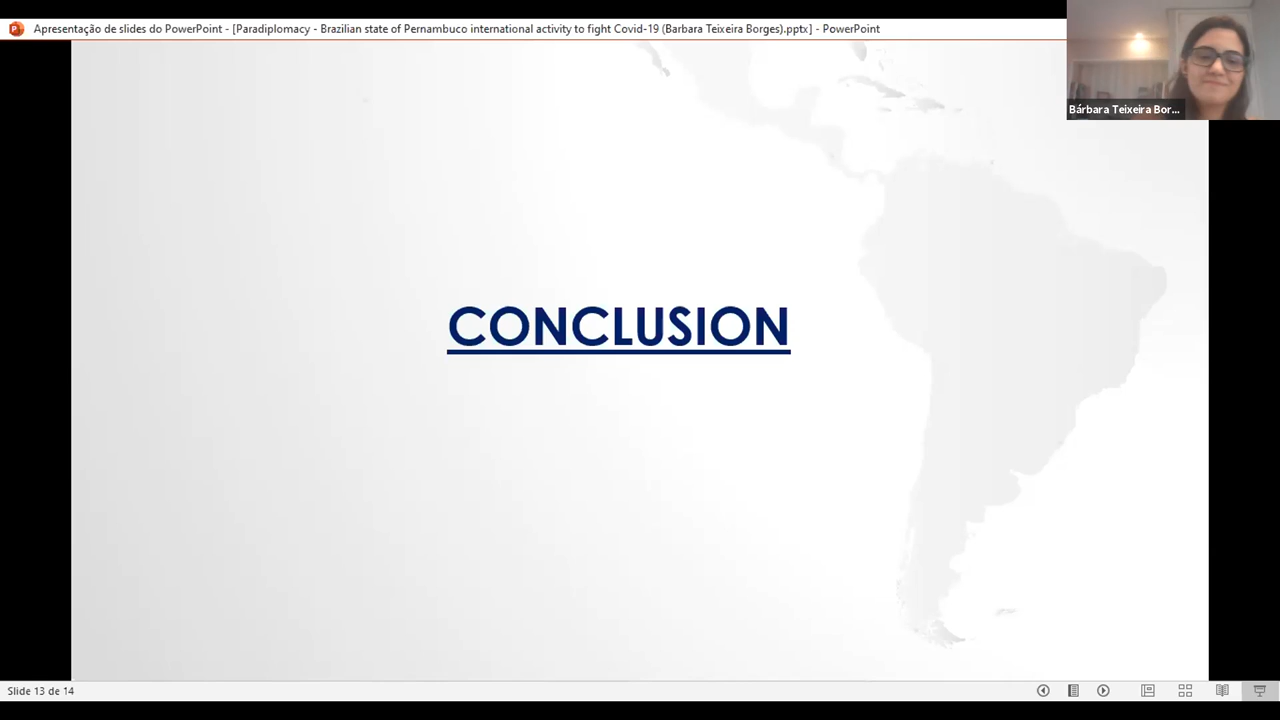 Apresentação de slides do PowerPoint - [Paradiplomacy - Brazilian state of Pernambuco international activity to fight Covid-19 (Barbara Teixeira Borges).pptx] - PowerPoint
Bárbara Teixeira Bor...
CONCLUSION
Slide 13 de 14